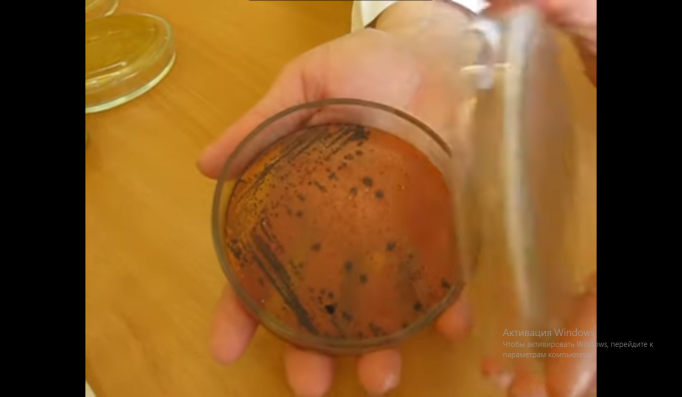 Активация Windows
Чтобы активировать Windows, перейдите к
параметрам компьютера.